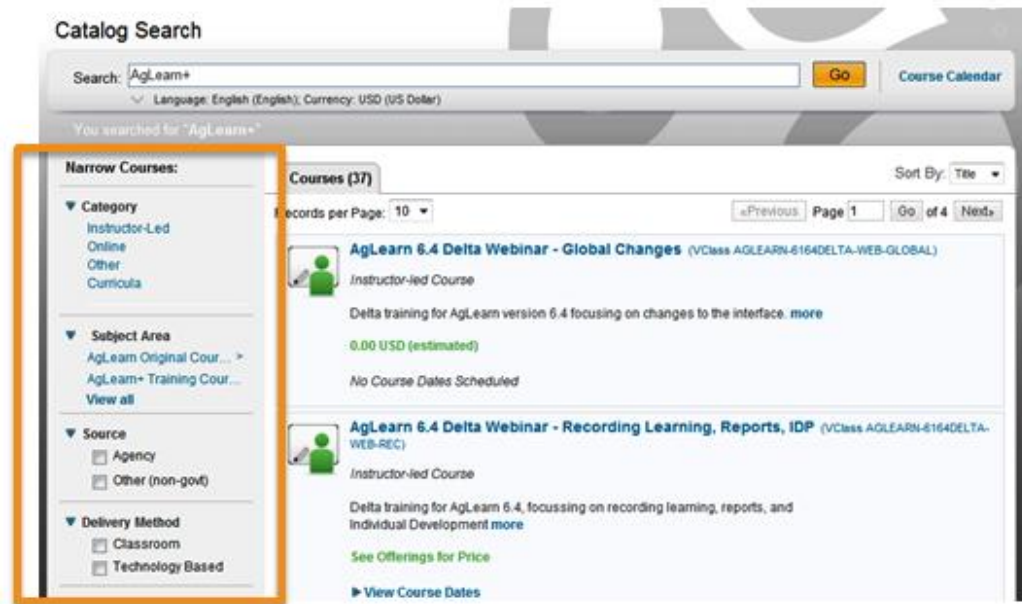 Catalog Search
Search: AgLearn+
Go
Course Calendar
Language: English (English); Currency: USD (US Dollar)
You searched for "AgLearn+"
Narrow Courses:
Category
Instructor-Led
Online
Other
Curricula
Subject Area
AgLearn Original Cour... >
AgLearn+ Training Cour...
View all
Source
Agency
Other (non-govt)
Delivery Method
Classroom
Technology Based
Courses (37)
Sort By: Title
Records per Page: 10
«Previous Page 1 Go of 4 Next»
AgLearn 6.4 Delta Webinar - Global Changes (VClass AGLEARN-6164DELTA-WEB-GLOBAL)
Instructor-led Course
Delta training for AgLearn version 6.4 focusing on changes to the interface. more
0.00 USD (estimated)
No Course Dates Scheduled
AgLearn 6.4 Delta Webinar - Recording Learning, Reports, IDP (VClass AGLEARN-6164DELTA-
WEB-REC)
Instructor-led Course
Delta training for AgLearn 6.4, focussing on recording learning, reports, and
Individual Development more
See Offerings for Price
View Course Dates